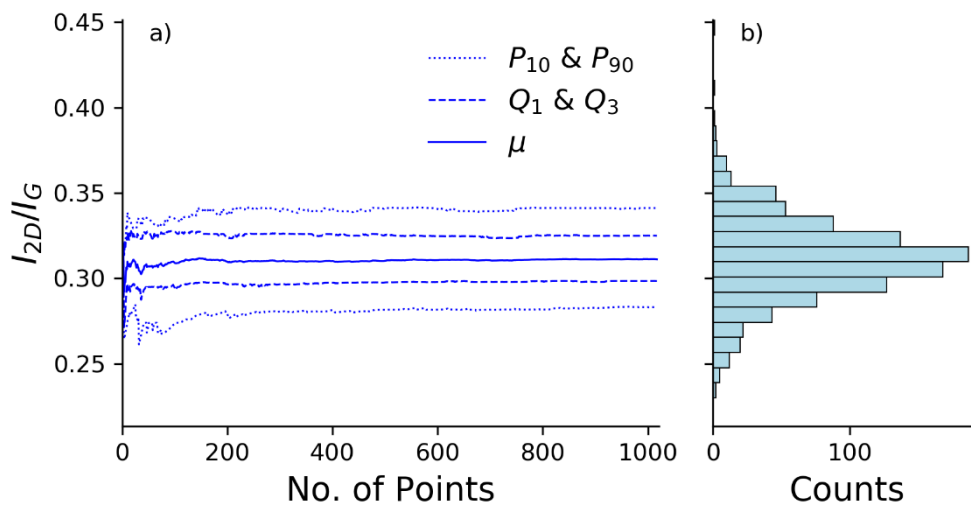 a)
b)
P₁₀ & P₉₀
Q₁ & Q₃
μ
I₂D/I_G
0.45
0.40
0.35
0.30
0.25
0 200 400 600 800 1000
0 100
No. of Points
Counts